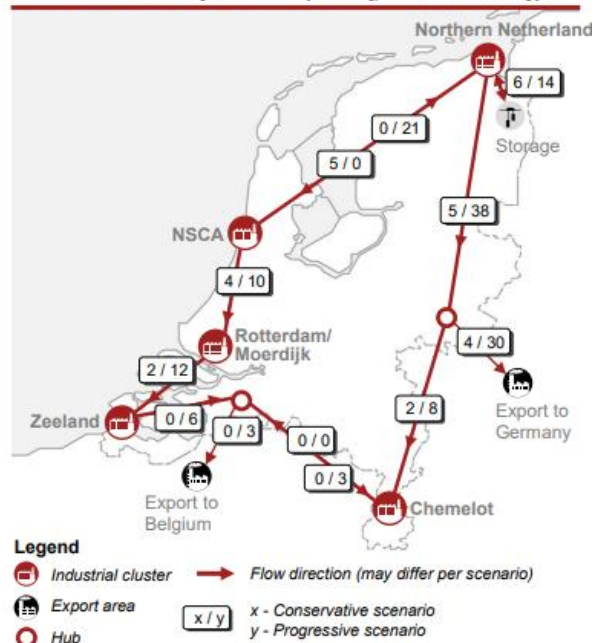 Northern Netherland
6 / 14
Storage
0 / 21
5 / 0
5 / 38
NSCA
4 / 10
Rotterdam/
Moerdijk
4 / 30
Export to
Germany
2 / 12
2 / 8
Zeeland
0 / 6
0 / 3
0 / 0
0 / 3
Export to
Belgium
Chemelot
Legend
Industrial cluster
Flow direction (may differ per scenario)
Export area
x / y
x - Conservative scenario
y - Progressive scenario
Hub